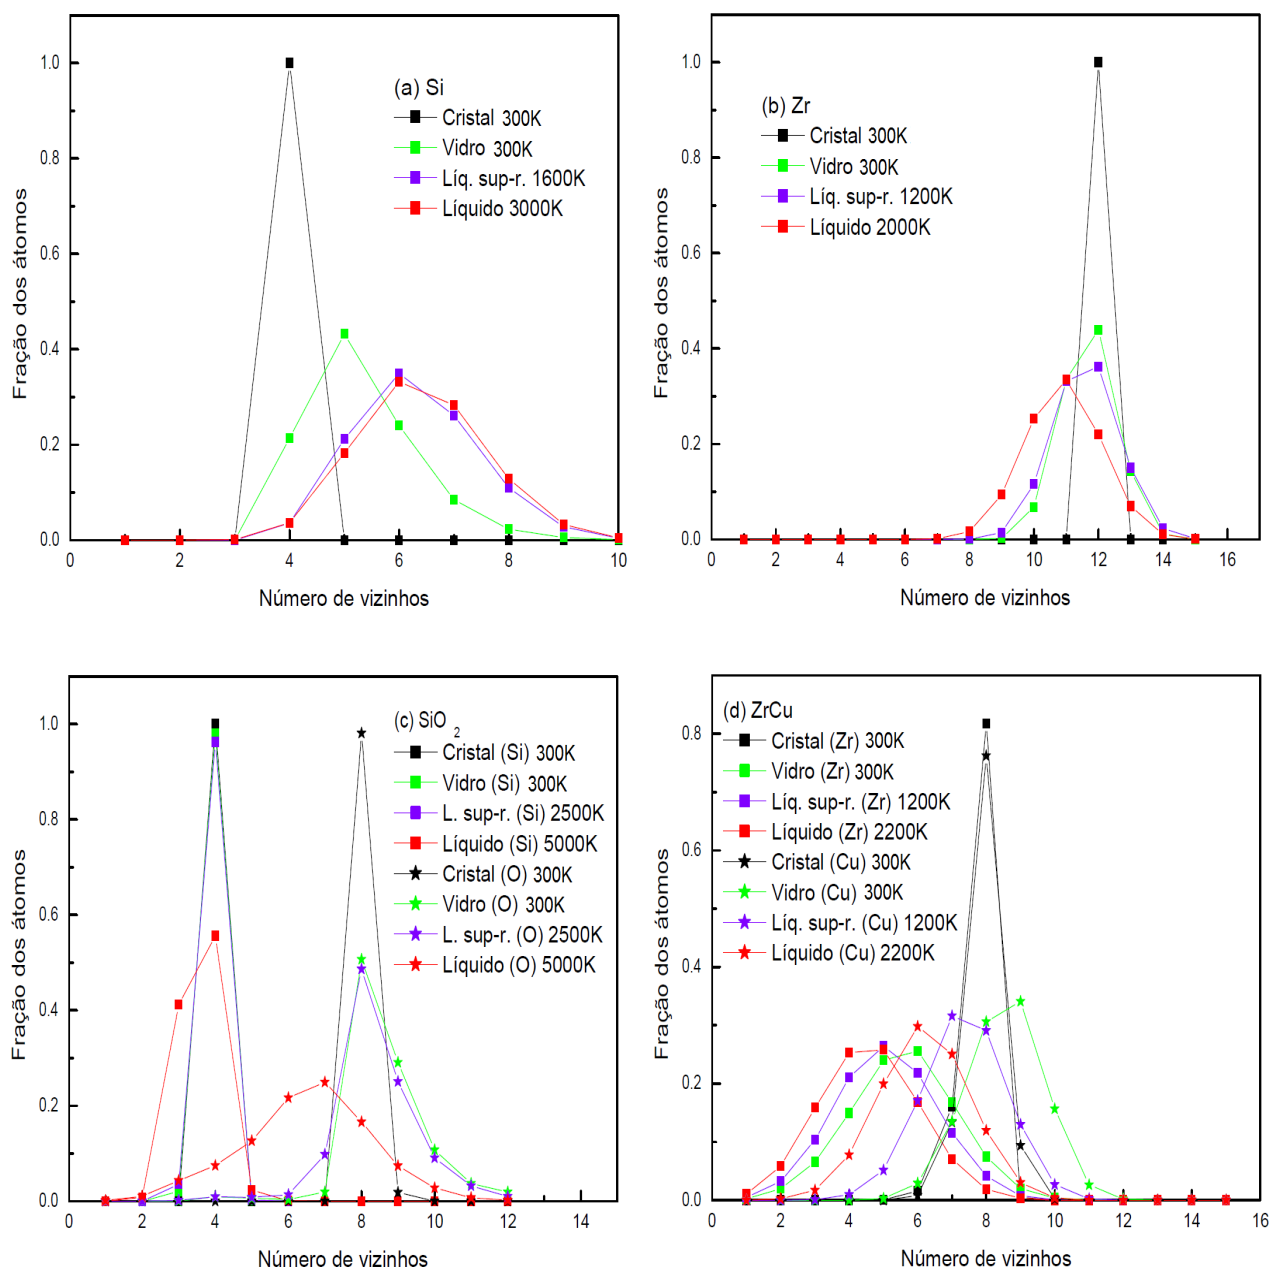 (a) Si
Cristal 300K
Vidro 300K
Líq. sup-r. 1600K
Líquido 3000K
Fração dos átomos
1.0
0.8
0.6
0.4
0.2
0.0
0 2 4 6 8 10
Número de vizinhos
(b) Zr
Cristal 300K
Vidro 300K
Líq. sup-r. 1200K
Líquido 2000K
Fração dos átomos
1.0
0.8
0.6
0.4
0.2
0.0
0 2 4 6 8 10 12 14 16
Número de vizinhos
(c) SiO2
Cristal (Si) 300K
Vidro (Si) 300K
L. sup-r. (Si) 2500K
Líquido (Si) 5000K
Cristal (O) 300K
Vidro (O) 300K
L. sup-r. (O) 2500K
Líquido (O) 5000K
Fração dos átomos
1.0
0.8
0.6
0.4
0.2
0.0
0 2 4 6 8 10 12 14
Número de vizinhos
(d) ZrCu
Cristal (Zr) 300K
Vidro (Zr) 300K
Líq. sup-r. (Zr) 1200K
Líquido (Zr) 2200K
Cristal (Cu) 300K
Vidro (Cu) 300K
Líq. sup-r. (Cu) 1200K
Líquido (Cu) 2200K
Fração dos átomos
0.8
0.6
0.4
0.2
0.0
0 2 4 6 8 10 12 14 16
Número de vizinhos